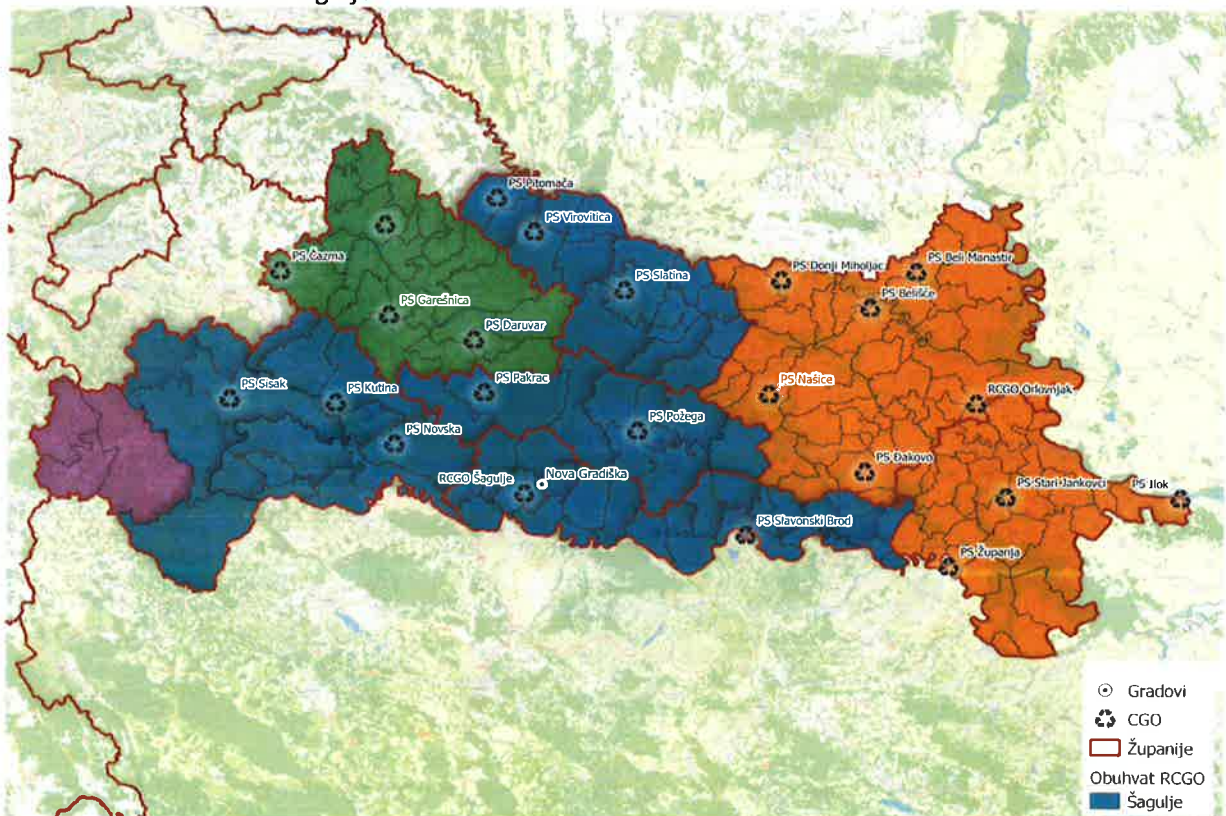 PS Pitomača
PS Virovitica
PS Čazma
PS Slatina
PS Donji Miholjac
PS Beli Manastir
PS Belišće
PS Garešnica
PS Daruvar
PS Sisak
PS Kutina
PS Pakrac
PS Našice
RCGO Orlovnjak
PS Novska
PS Požega
RCGO Šagulje
Nova Gradiška
PS Đakovo
PS Stari Jankovci
PS Ilok
PS Slavonski Brod
PS Županja
Gradovi
CGO
Županije
Obuhvat RCGO
Šagulje